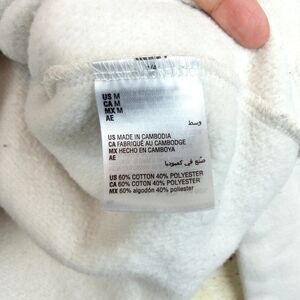 US M
CA M
MX M
AE
وسط
US MADE IN CAMBODIA
CA FABRIQUÉ AU CAMBODGE
MX HECHO EN CAMBOYA
AE
صنع في كمبوديا
US 60% COTTON 40% POLYESTER
CA 60% COTON 40% POLYESTER
MX 60% algodón 40% poliester